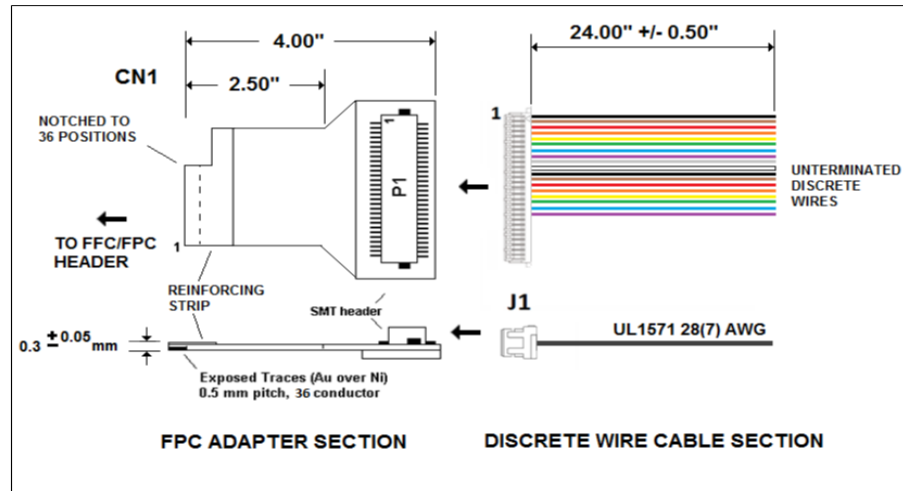 4.00"
24.00" +/- 0.50"
CN1
2.50"
NOTCHED TO
36 POSITIONS
1
1
P1
UNTERMINATED
DISCRETE
WIRES
TO FFC/FPC
HEADER
1
REINFORCING
STRIP
SMT header
J1
0.3 ± 0.05 mm
UL1571 28(7) AWG
Exposed Traces (Au over Ni)
0.5 mm pitch, 36 conductor
FPC ADAPTER SECTION
DISCRETE WIRE CABLE SECTION